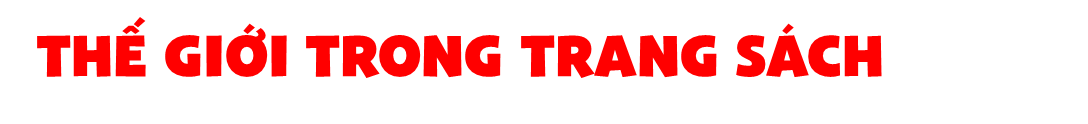 THẾ GIỚI TRONG TRANG SÁCH